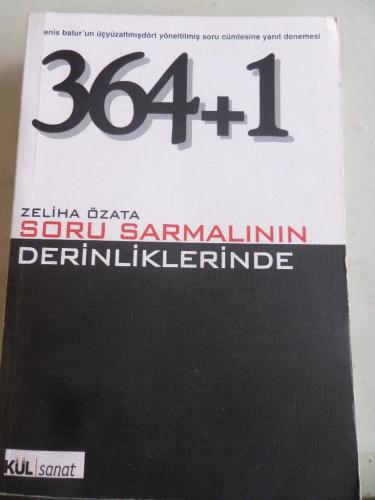 enis batur'un üçyüzaltmışdört yöneltilmiş soru cümlesine yanıt denemesi
364+1
ZELİHA ÖZATA
SORU SARMALININ
DERİNLİKLERİNDE
KÜL|sanat